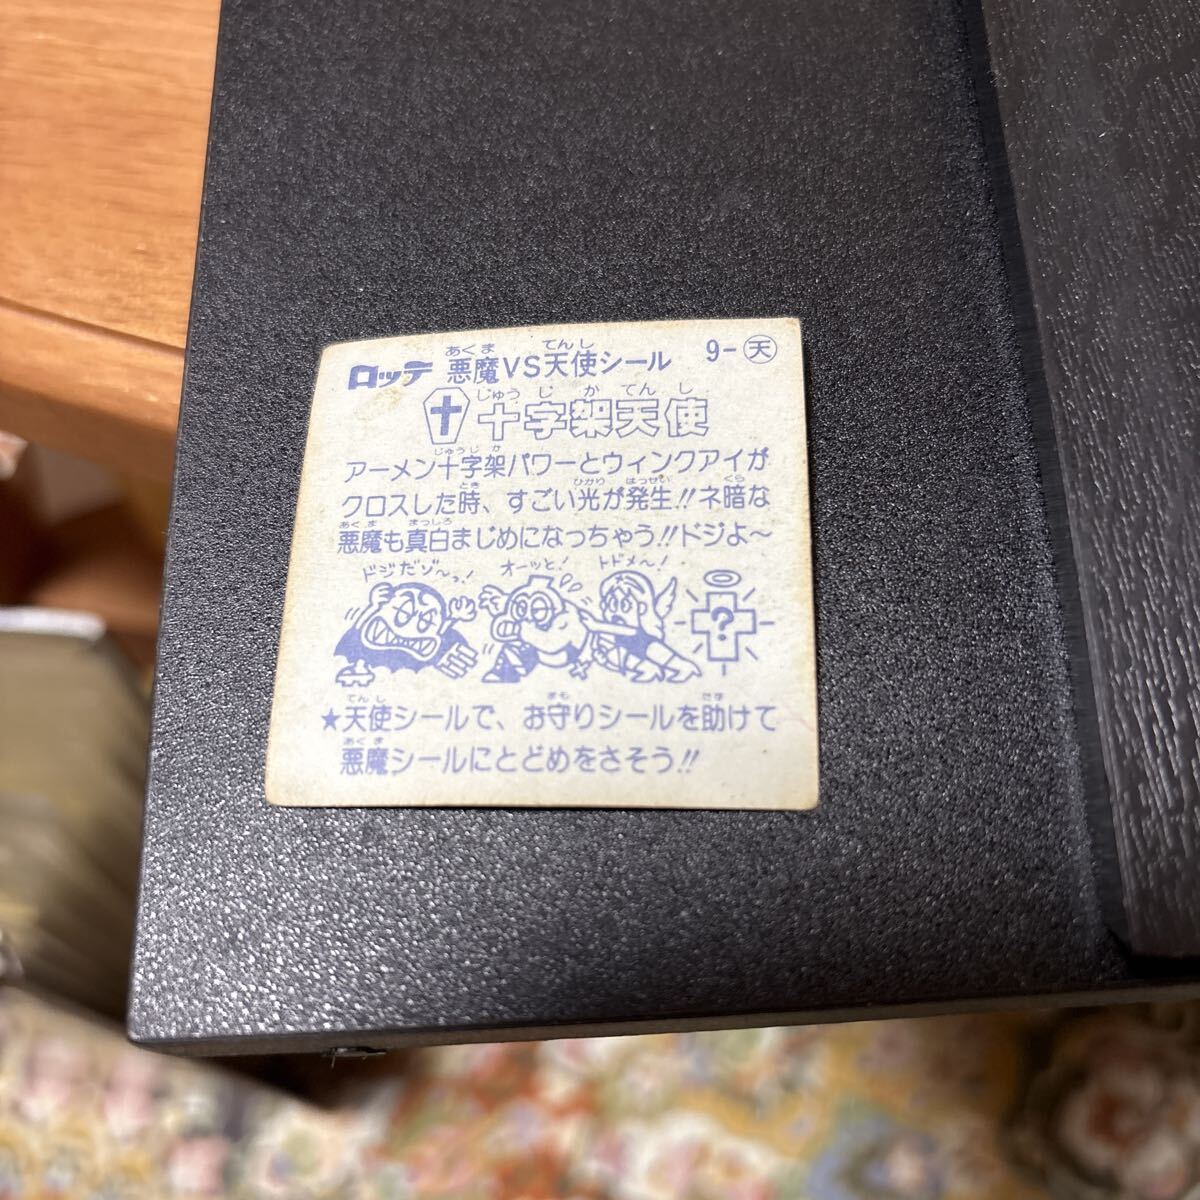 ロッテ 悪魔VS天使シール 9-天
あくま てんし
十字架天使
じゅうじかてんし
アーメン十字架パワーとウィンクアイが
じゅうじか
クロスした時、すごい光が発生!!ネ暗な
とき ひかり はっせい くら
悪魔も真白まじめになっちゃう!!ドジよ〜
あくま まっしろ
ドジだゾ〜っ! オーッと! トドメ〜!
?
★天使シールで、お守りシールを助けて
てんし まも たす
悪魔シールにとどめをさそう!!
あくま